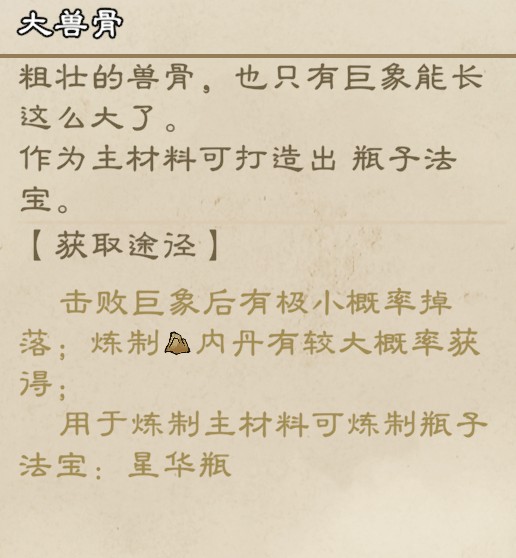 大兽骨
粗壮的兽骨，也只有巨象能长
这么大了。
作为主材料可打造出 瓶子法
宝。
【获取途径】
击败巨象后有极小概率掉
落；炼制内丹有较大概率获
得；
用于炼制主材料可炼制瓶子
法宝：星华瓶